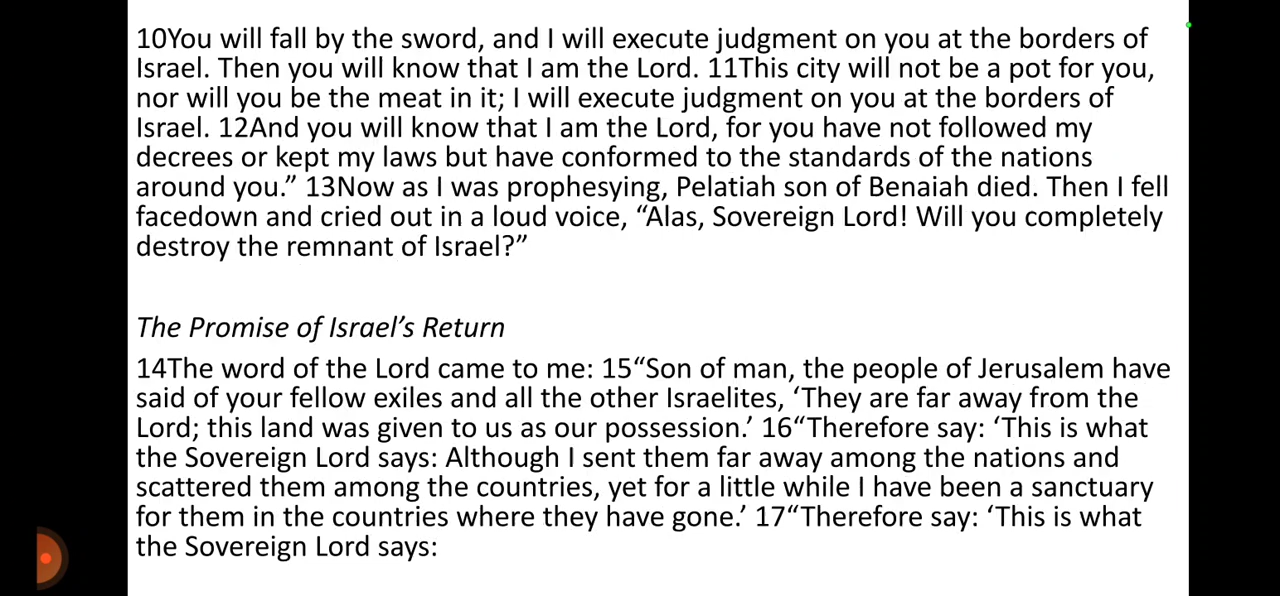 10You will fall by the sword, and I will execute judgment on you at the borders of
Israel. Then you will know that I am the Lord. 11This city will not be a pot for you,
nor will you be the meat in it; I will execute judgment on you at the borders of
Israel. 12And you will know that I am the Lord, for you have not followed my
decrees or kept my laws but have conformed to the standards of the nations
around you.” 13Now as I was prophesying, Pelatiah son of Benaiah died. Then I fell
facedown and cried out in a loud voice, “Alas, Sovereign Lord! Will you completely
destroy the remnant of Israel?”
The Promise of Israel’s Return
14The word of the Lord came to me: 15“Son of man, the people of Jerusalem have
said of your fellow exiles and all the other Israelites, ‘They are far away from the
Lord; this land was given to us as our possession.’ 16“Therefore say: ‘This is what
the Sovereign Lord says: Although I sent them far away among the nations and
scattered them among the countries, yet for a little while I have been a sanctuary
for them in the countries where they have gone.’ 17“Therefore say: ‘This is what
the Sovereign Lord says: